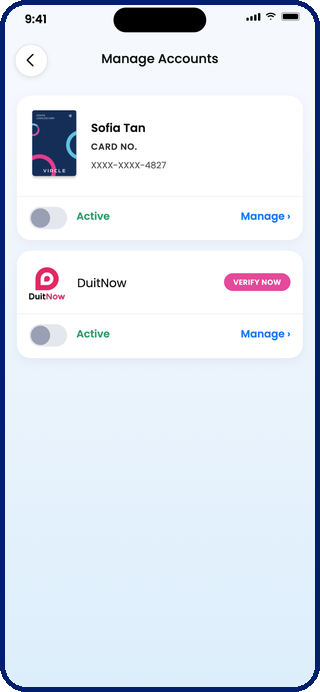 9:41
Manage Accounts
VIRCLE
Sofia Tan
CARD NO.
XXXX-XXXX-4827
Active
Manage ›
DuitNow
DuitNow
VERIFY NOW
Active
Manage ›